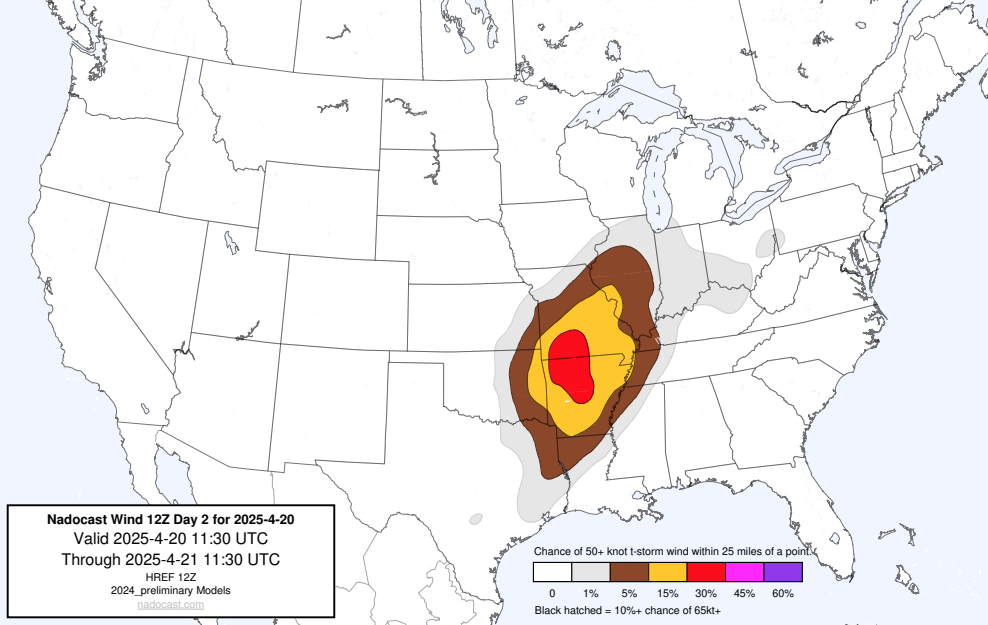 Nadocast Wind 12Z Day 2 for 2025-4-20
Valid 2025-4-20 11:30 UTC
Through 2025-4-21 11:30 UTC
HREF 12Z
2024_preliminary Models
nadocast.com
Chance of 50+ knot t-storm wind within 25 miles of a point.
0 1% 5% 15% 30% 45% 60%
Black hatched = 10%+ chance of 65kt+